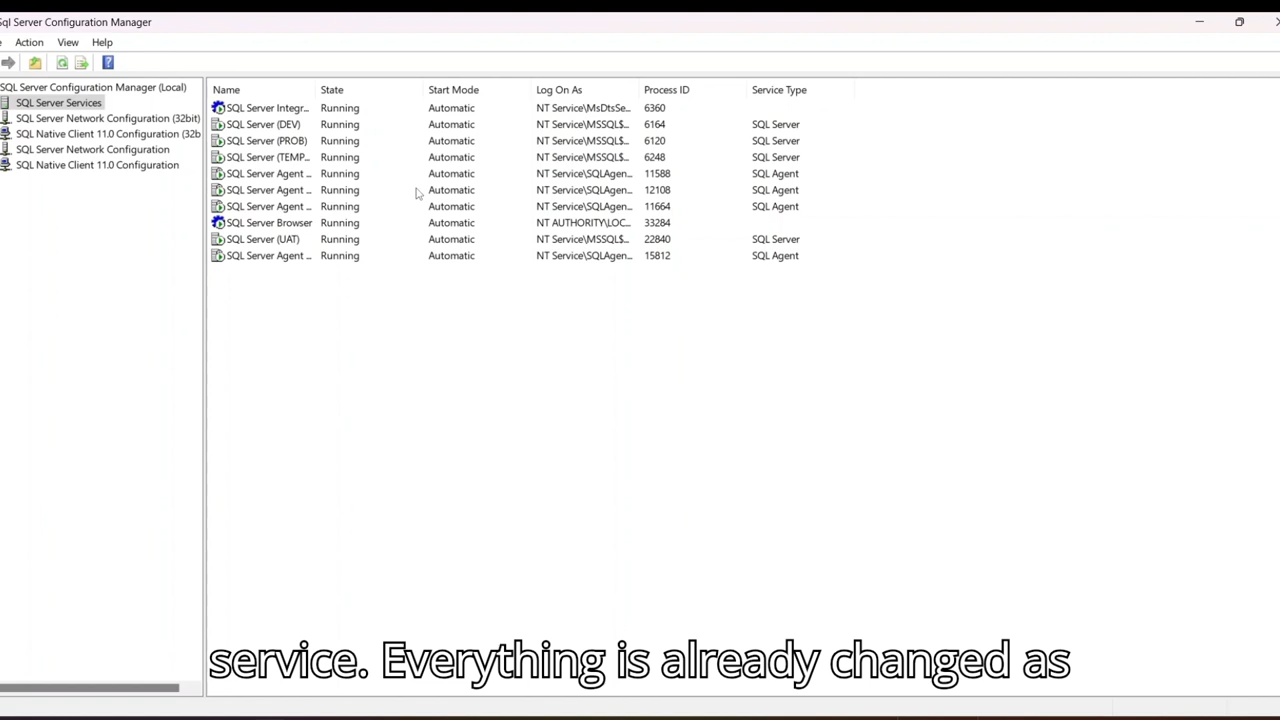 Sql Server Configuration Manager
Action View Help
SQL Server Configuration Manager (Local)
SQL Server Services
SQL Server Network Configuration (32bit)
SQL Native Client 11.0 Configuration (32b
SQL Server Network Configuration
SQL Native Client 11.0 Configuration
Name State Start Mode Log On As Process ID Service Type
SQL Server Integr... Running Automatic NT Service\MsDtsSe... 6360
SQL Server (DEV) Running Automatic NT Service\MSSQL$... 6164 SQL Server
SQL Server (PROB) Running Automatic NT Service\MSSQL$... 6120 SQL Server
SQL Server (TEMP... Running Automatic NT Service\MSSQL$... 6248 SQL Server
SQL Server Agent ... Running Automatic NT Service\SQLAgen... 11588 SQL Agent
SQL Server Agent ... Running Automatic NT Service\SQLAgen... 12108 SQL Agent
SQL Server Agent ... Running Automatic NT Service\SQLAgen... 11664 SQL Agent
SQL Server Browser Running Automatic NT AUTHORITY\LOC... 33284
SQL Server (UAT) Running Automatic NT Service\MSSQL$... 22840 SQL Server
SQL Server Agent ... Running Automatic NT Service\SQLAgen... 15812 SQL Agent
service. Everything is already changed as